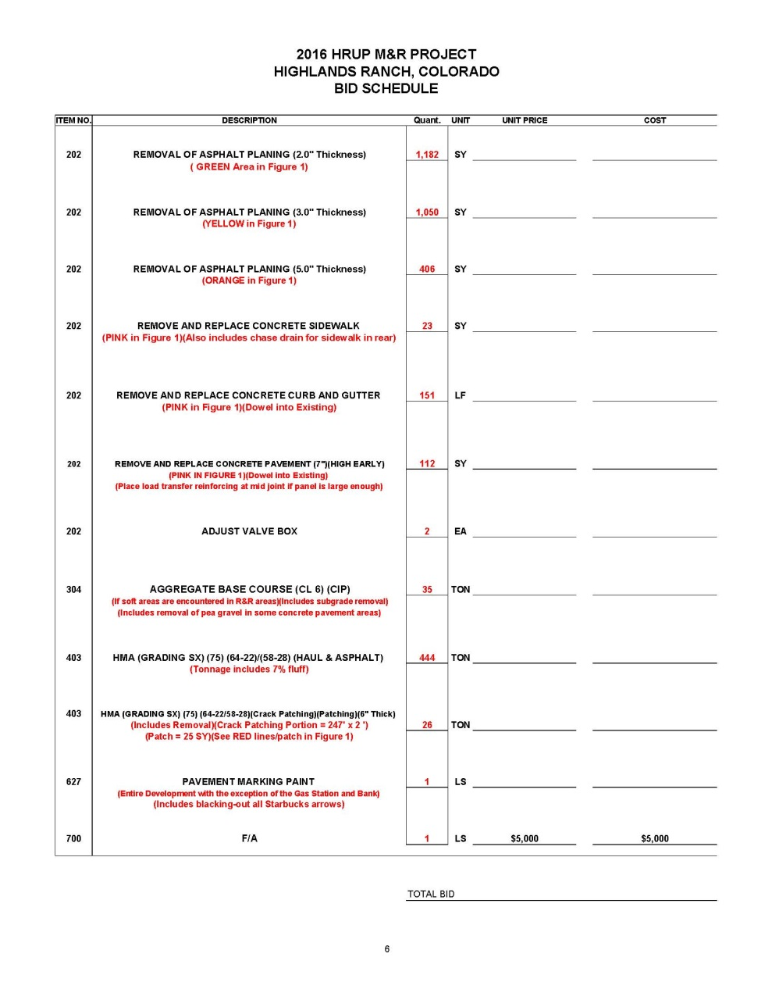 2016 HRUP M&R PROJECT
HIGHLANDS RANCH, COLORADO
BID SCHEDULE
ITEM NO. DESCRIPTION Quant. UNIT UNIT PRICE COST
202 REMOVAL OF ASPHALT PLANING (2.0" Thickness) 1,182 SY
( GREEN Area in Figure 1)
202 REMOVAL OF ASPHALT PLANING (3.0" Thickness) 1,050 SY
(YELLOW in Figure 1)
202 REMOVAL OF ASPHALT PLANING (5.0" Thickness) 406 SY
(ORANGE in Figure 1)
202 REMOVE AND REPLACE CONCRETE SIDEWALK 23 SY
(PINK in Figure 1)(Also includes chase drain for sidewalk in rear)
202 REMOVE AND REPLACE CONCRETE CURB AND GUTTER 151 LF
(PINK in Figure 1)(Dowel into Existing)
202 REMOVE AND REPLACE CONCRETE PAVEMENT (7")(HIGH EARLY) 112 SY
(PINK IN FIGURE 1)(Dowel into Existing)
(Place load transfer reinforcing at mid joint if panel is large enough)
202 ADJUST VALVE BOX 2 EA
304 AGGREGATE BASE COURSE (CL 6) (CIP) 35 TON
(If soft areas are encountered in R&R areas)(Includes subgrade removal)
(Includes removal of pea gravel in some concrete pavement areas)
403 HMA (GRADING SX) (75) (64-22)/(58-28) (HAUL & ASPHALT) 444 TON
(Tonnage includes 7% fluff)
403 HMA (GRADING SX) (75) (64-22/58-28)(Crack Patching)(Patching)(6" Thick)
(Includes Removal)(Crack Patching Portion = 247' x 2 ') 26 TON
(Patch = 25 SY)(See RED lines/patch in Figure 1)
627 PAVEMENT MARKING PAINT 1 LS
(Entire Development with the exception of the Gas Station and Bank)
(Includes blacking-out all Starbucks arrows)
700 F/A 1 LS $5,000 $5,000
TOTAL BID
6